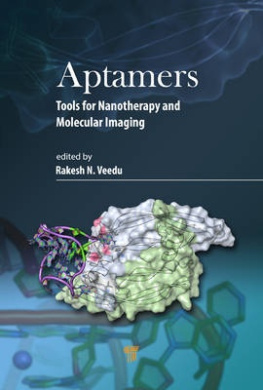 Aptamers
Tools for Nanotherapy and
Molecular Imaging
edited by
Rakesh N. Veedu